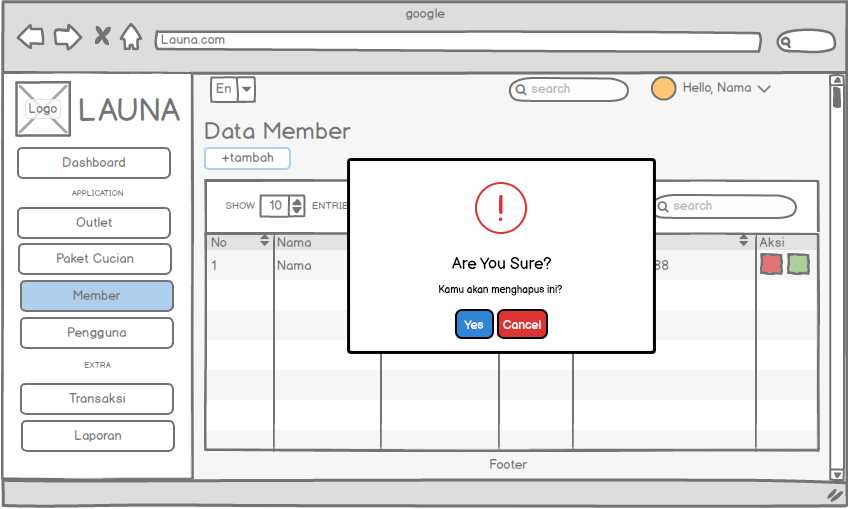 google
Launa.com
Logo
LAUNA
En
search
Hello, Nama
Dashboard
APPLICATION
Outlet
Paket Cucian
Member
Pengguna
EXTRA
Transaksi
Laporan
Data Member
+tambah
SHOW 10 ENTRIE
search
No Nama Aksi
1 Nama 88
!
Are You Sure?
Kamu akan menghapus ini?
Yes Cancel
Footer